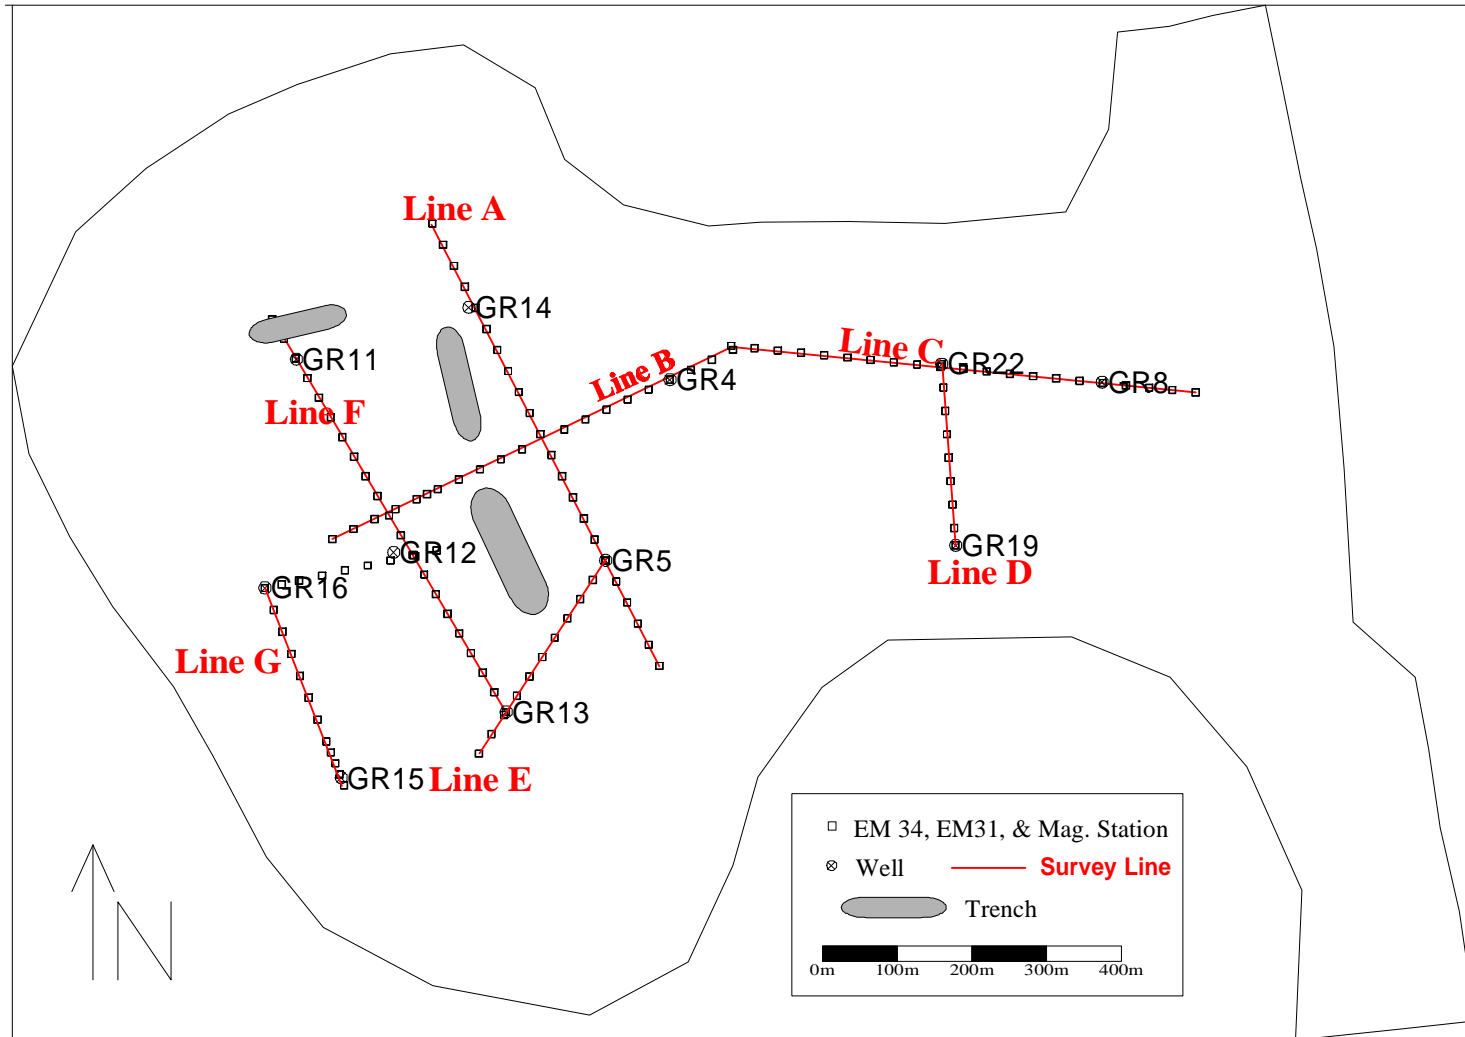 Line A
GR14
GR11
Line B
Line C
GR22
GR4
GR8
Line F
GR12
GR5
GR19
Line D
GR16
Line G
GR13
GR15
Line E
EM 34, EM31, & Mag. Station
Well Survey Line
Trench
0m 100m 200m 300m 400m
N